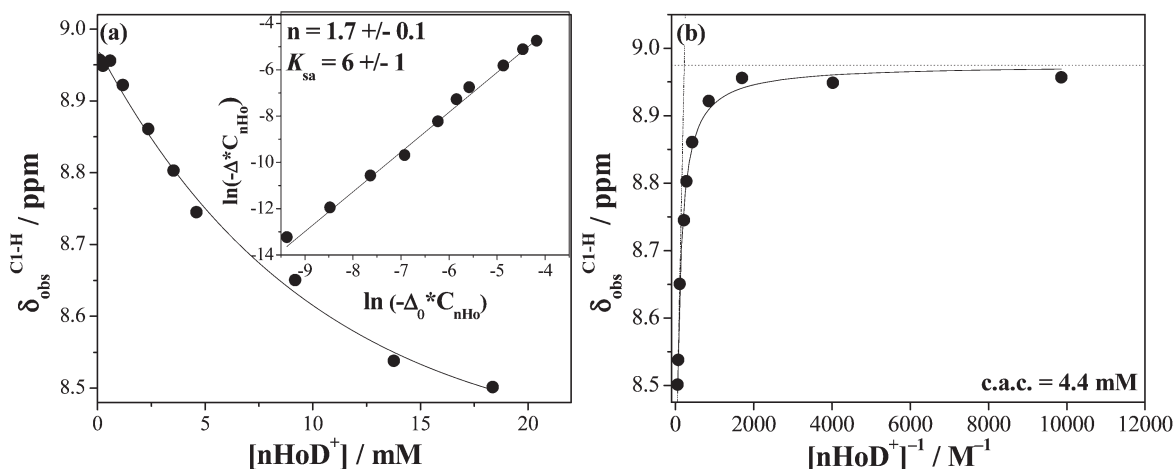 (a)
n = 1.7 +/- 0.1
K_sa = 6 +/- 1
9.0
8.9
8.8
8.7
8.6
8.5
δ_obs^C1-H / ppm
0 5 10 15 20
[nHoD⁺] / mM
-4
-6
-8
-10
-12
-14
ln(-Δ*C_nHo)
-9 -8 -7 -6 -5 -4
ln (-Δ₀*C_nHo)
(b)
9.0
8.9
8.8
8.7
8.6
8.5
δ_obs^C1-H / ppm
c.a.c. = 4.4 mM
0 2000 4000 6000 8000 10000 12000
[nHoD⁺]⁻¹ / M⁻¹